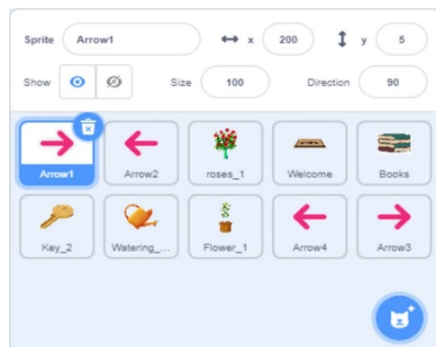 Sprite Arrow1 x 200 y 5
Show Size 100 Direction 90
Arrow1 Arrow2 roses_1 Welcome Books
Key_2 Watering_... Flower_1 Arrow4 Arrow3